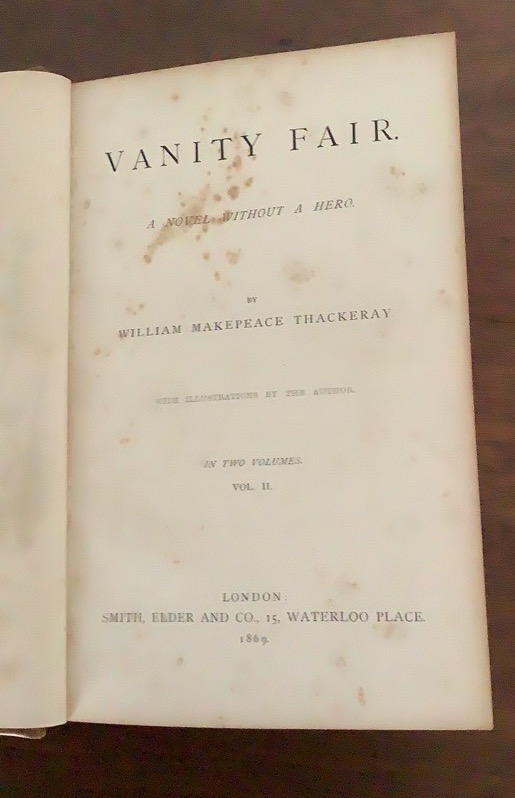 VANITY FAIR.
A NOVEL WITHOUT A HERO.
BY
WILLIAM MAKEPEACE THACKERAY
WITH ILLUSTRATIONS BY THE AUTHOR.
IN TWO VOLUMES.
VOL. II.
LONDON:
SMITH, ELDER AND CO., 15, WATERLOO PLACE.
1869.